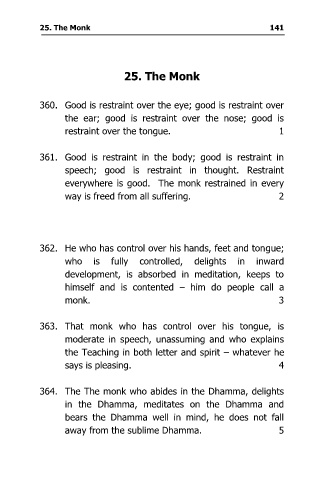 25. The Monk 141
25. The Monk
360. Good is restraint over the eye; good is restraint over
the ear; good is restraint over the nose; good is
restraint over the tongue. 1
361. Good is restraint in the body; good is restraint in
speech; good is restraint in thought. Restraint
everywhere is good. The monk restrained in every
way is freed from all suffering. 2
362. He who has control over his hands, feet and tongue;
who is fully controlled, delights in inward
development, is absorbed in meditation, keeps to
himself and is contented – him do people call a
monk. 3
363. That monk who has control over his tongue, is
moderate in speech, unassuming and who explains
the Teaching in both letter and spirit – whatever he
says is pleasing. 4
364. The The monk who abides in the Dhamma, delights
in the Dhamma, meditates on the Dhamma and
bears the Dhamma well in mind, he does not fall
away from the sublime Dhamma. 5